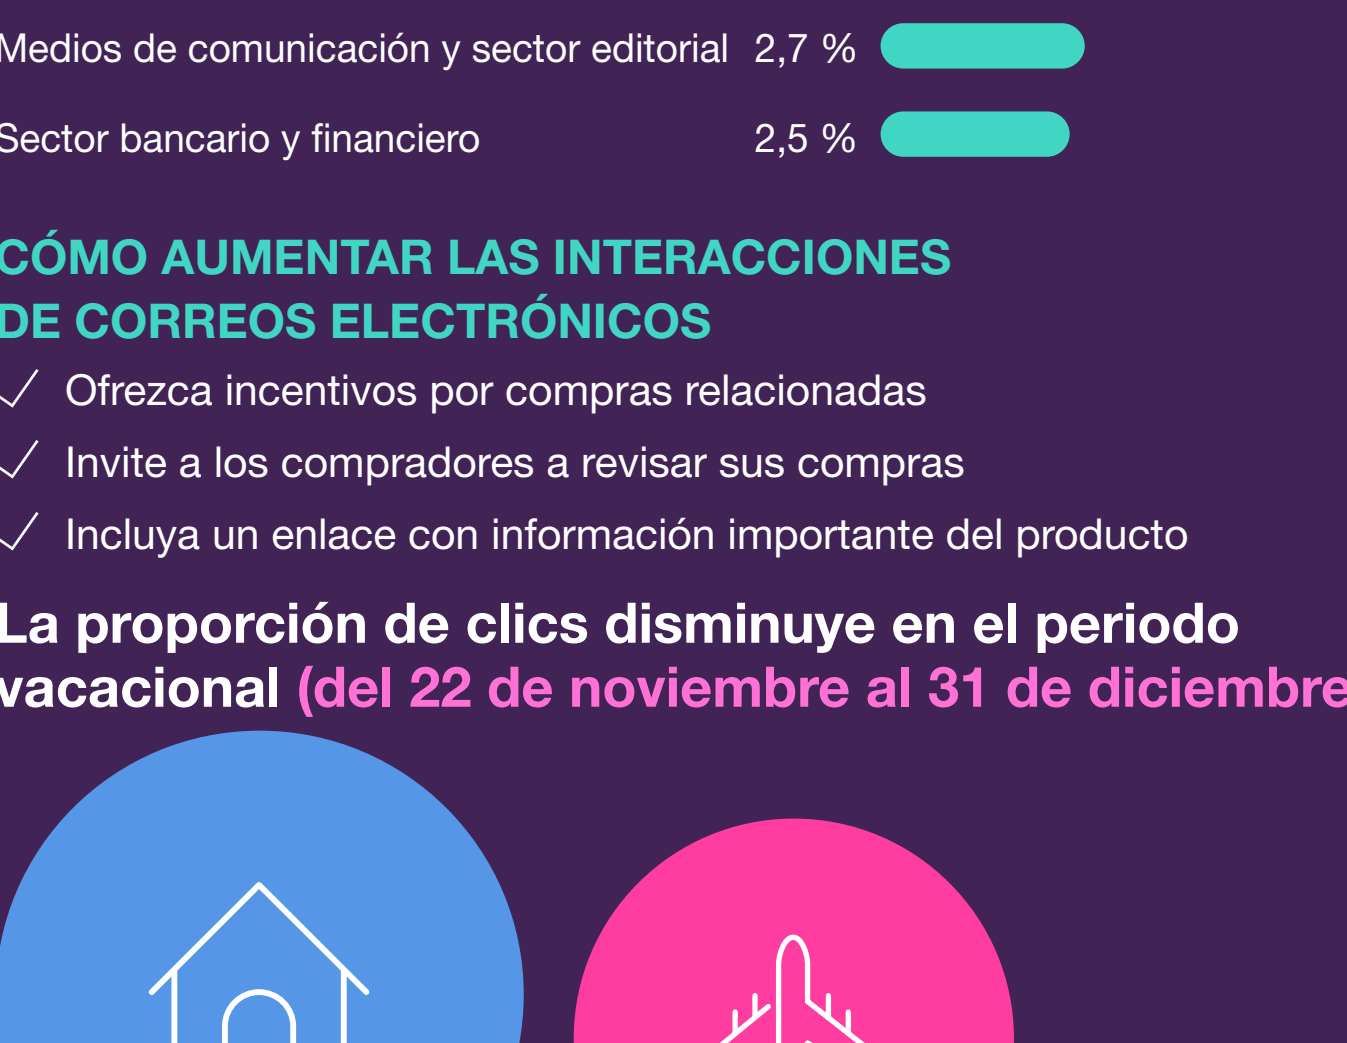 Medios de comunicación y sector editorial 2,7 %
Sector bancario y financiero 2,5 %
CÓMO AUMENTAR LAS INTERACCIONES
DE CORREOS ELECTRÓNICOS
Ofrezca incentivos por compras relacionadas
Invite a los compradores a revisar sus compras
Incluya un enlace con información importante del producto
La proporción de clics disminuye en el periodo
vacacional (del 22 de noviembre al 31 de diciembre